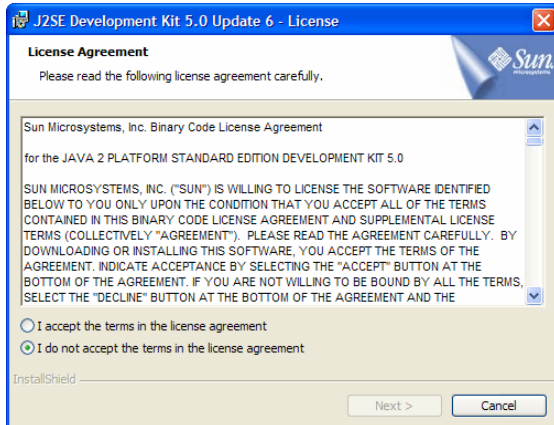 J2SE Development Kit 5.0 Update 6 - License
License Agreement
Please read the following license agreement carefully.
Sun
microsystems
Sun Microsystems, Inc. Binary Code License Agreement
for the JAVA 2 PLATFORM STANDARD EDITION DEVELOPMENT KIT 5.0
SUN MICROSYSTEMS, INC. ("SUN") IS WILLING TO LICENSE THE SOFTWARE IDENTIFIED
BELOW TO YOU ONLY UPON THE CONDITION THAT YOU ACCEPT ALL OF THE TERMS
CONTAINED IN THIS BINARY CODE LICENSE AGREEMENT AND SUPPLEMENTAL LICENSE
TERMS (COLLECTIVELY "AGREEMENT"). PLEASE READ THE AGREEMENT CAREFULLY. BY
DOWNLOADING OR INSTALLING THIS SOFTWARE, YOU ACCEPT THE TERMS OF THE
AGREEMENT. INDICATE ACCEPTANCE BY SELECTING THE "ACCEPT" BUTTON AT THE
BOTTOM OF THE AGREEMENT. IF YOU ARE NOT WILLING TO BE BOUND BY ALL THE TERMS,
SELECT THE "DECLINE" BUTTON AT THE BOTTOM OF THE AGREEMENT AND THE
I accept the terms in the license agreement
I do not accept the terms in the license agreement
InstallShield
Next >
Cancel